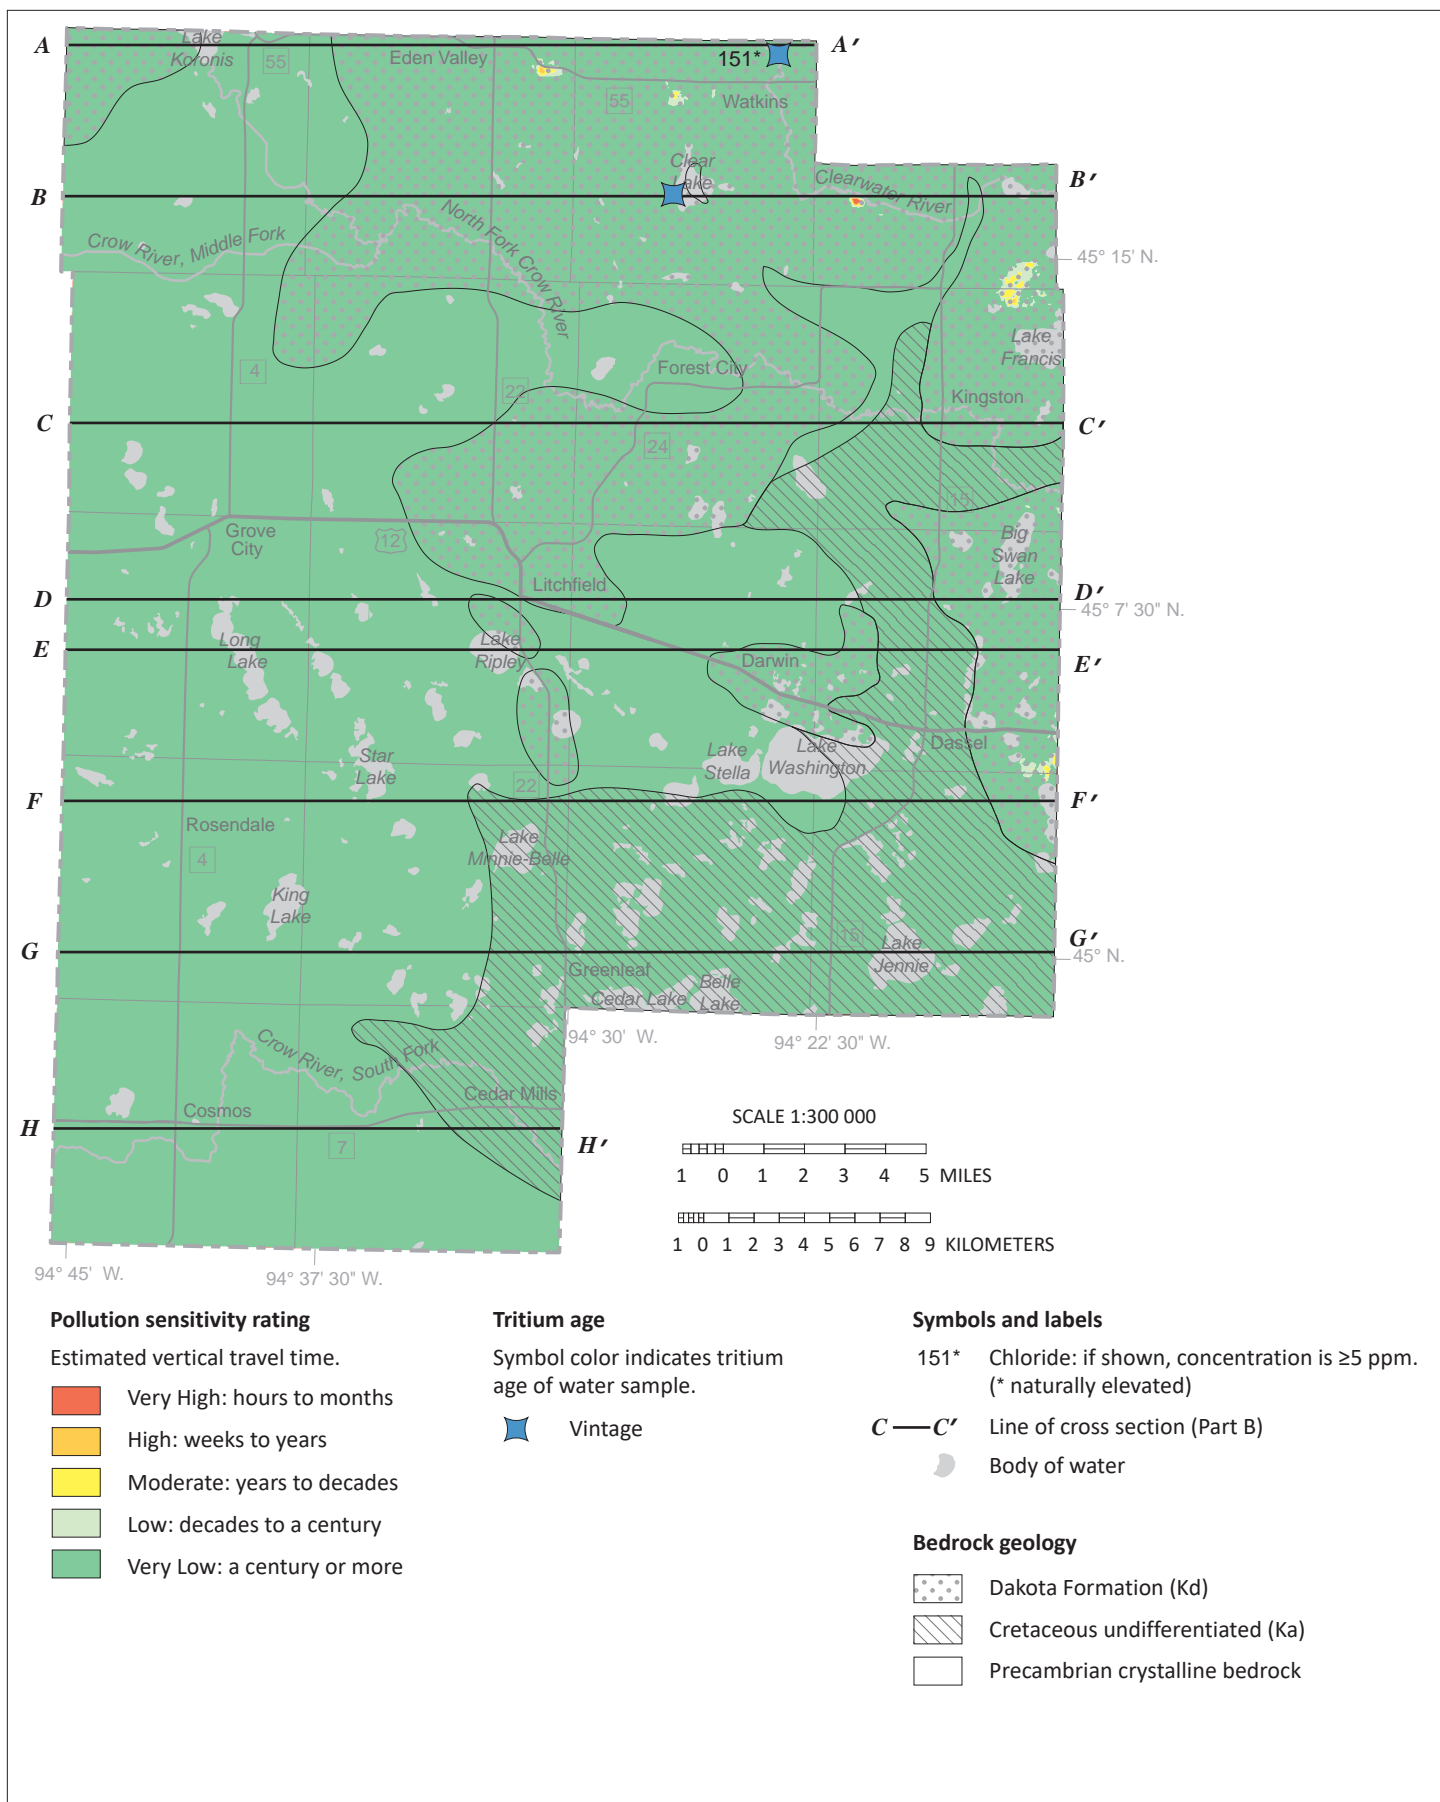 A
A′
Lake
Koronis
55
Eden Valley
151*
55
Watkins
Clear
Lake
Clearwater River
B
B′
North Fork Crow River
Crow River, Middle Fork
45° 15' N.
Lake
Francis
4
Forest City
22
Kingston
C
C′
24
15
Grove
City
12
Big
Swan
Lake
Litchfield
D
D′
45° 7' 30" N.
Long
Lake
Lake
Ripley
E
Darwin
E′
Star
Lake
Lake
Stella
Lake
Washington
Dassel
22
F
F′
Rosendale
Lake
Minnie-Belle
4
King
Lake
15
Lake
Jennie
G
G′
45° N.
Greenleaf
Cedar Lake
Belle
Lake
94° 30' W.
94° 22' 30" W.
Crow River, South Fork
Cedar Mills
Cosmos
H
H′
7
SCALE 1:300 000
1 0 1 2 3 4 5 MILES
1 0 1 2 3 4 5 6 7 8 9 KILOMETERS
94° 45' W.
94° 37' 30" W.
Pollution sensitivity rating
Estimated vertical travel time.
Very High: hours to months
High: weeks to years
Moderate: years to decades
Low: decades to a century
Very Low: a century or more
Tritium age
Symbol color indicates tritium
age of water sample.
Vintage
Symbols and labels
151* Chloride: if shown, concentration is ≥5 ppm.
(* naturally elevated)
C C′ Line of cross section (Part B)
Body of water
Bedrock geology
Dakota Formation (Kd)
Cretaceous undifferentiated (Ka)
Precambrian crystalline bedrock